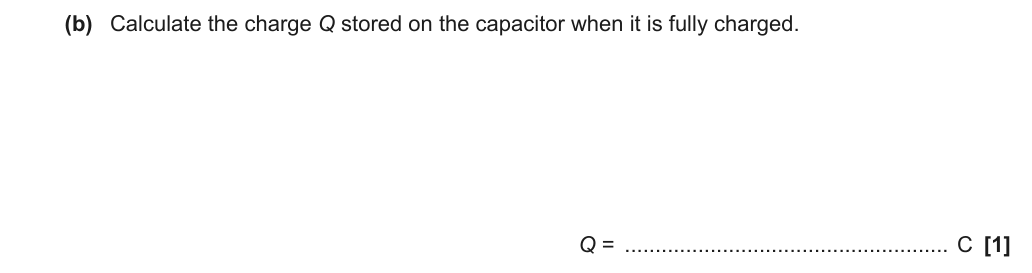 (b) Calculate the charge Q stored on the capacitor when it is fully charged.
Q = ..................................................... C [1]